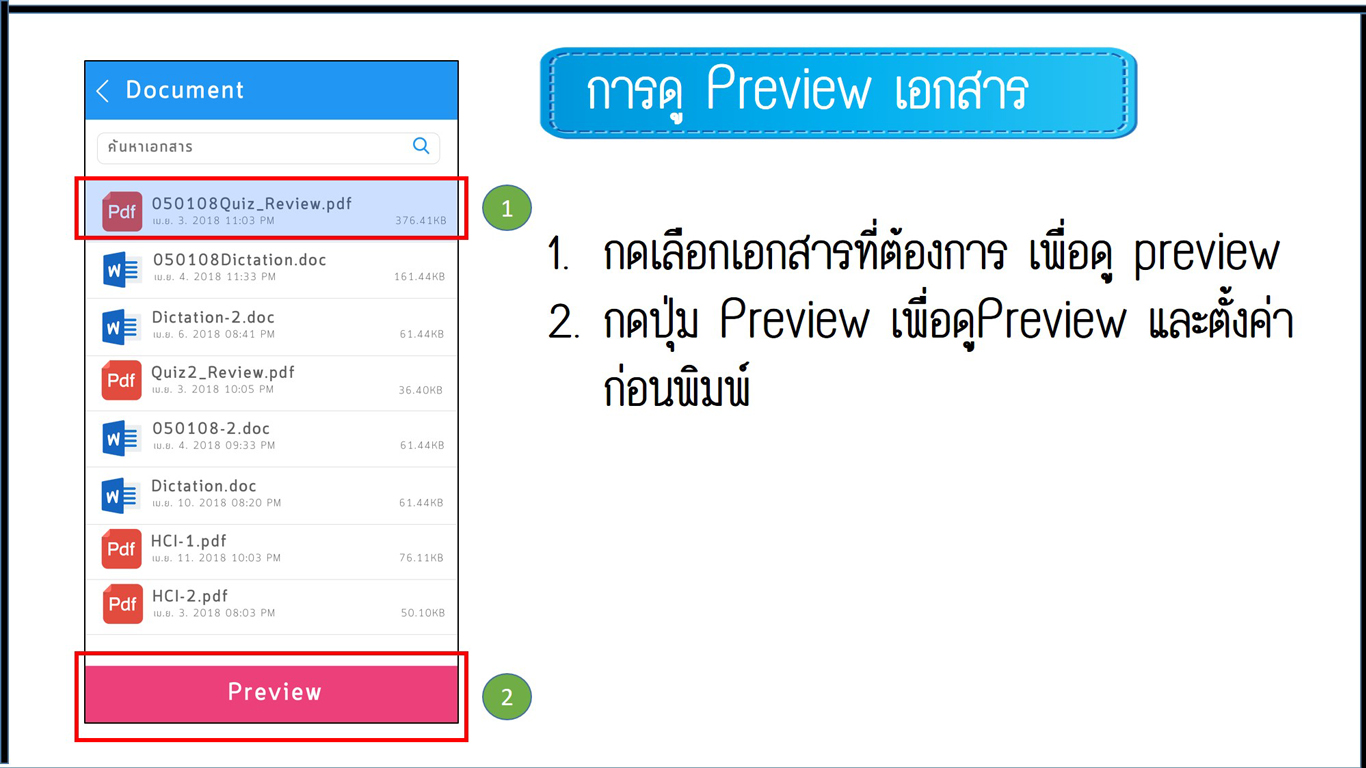 Document
ค้นหาเอกสาร
Pdf
050108Quiz_Review.pdf
เม.ย. 3. 2018 11:03 PM
376.41KB
W
050108Dictation.doc
เม.ย. 4. 2018 11:33 PM
161.44KB
W
Dictation-2.doc
เม.ย. 6. 2018 08:41 PM
61.44KB
Pdf
Quiz2_Review.pdf
เม.ย. 3. 2018 10:05 PM
36.40KB
W
050108-2.doc
เม.ย. 4. 2018 09:33 PM
61.44KB
W
Dictation.doc
เม.ย. 10. 2018 08:20 PM
61.44KB
Pdf
HCI-1.pdf
เม.ย. 11. 2018 10:03 PM
76.11KB
Pdf
HCI-2.pdf
เม.ย. 3. 2018 08:03 PM
50.10KB
Preview
1
2
การดู Preview เอกสาร
1. กดเลือกเอกสารที่ต้องการ เพื่อดู preview
2. กดปุ่ม Preview เพื่อดูPreview และตั้งค่า
ก่อนพิมพ์